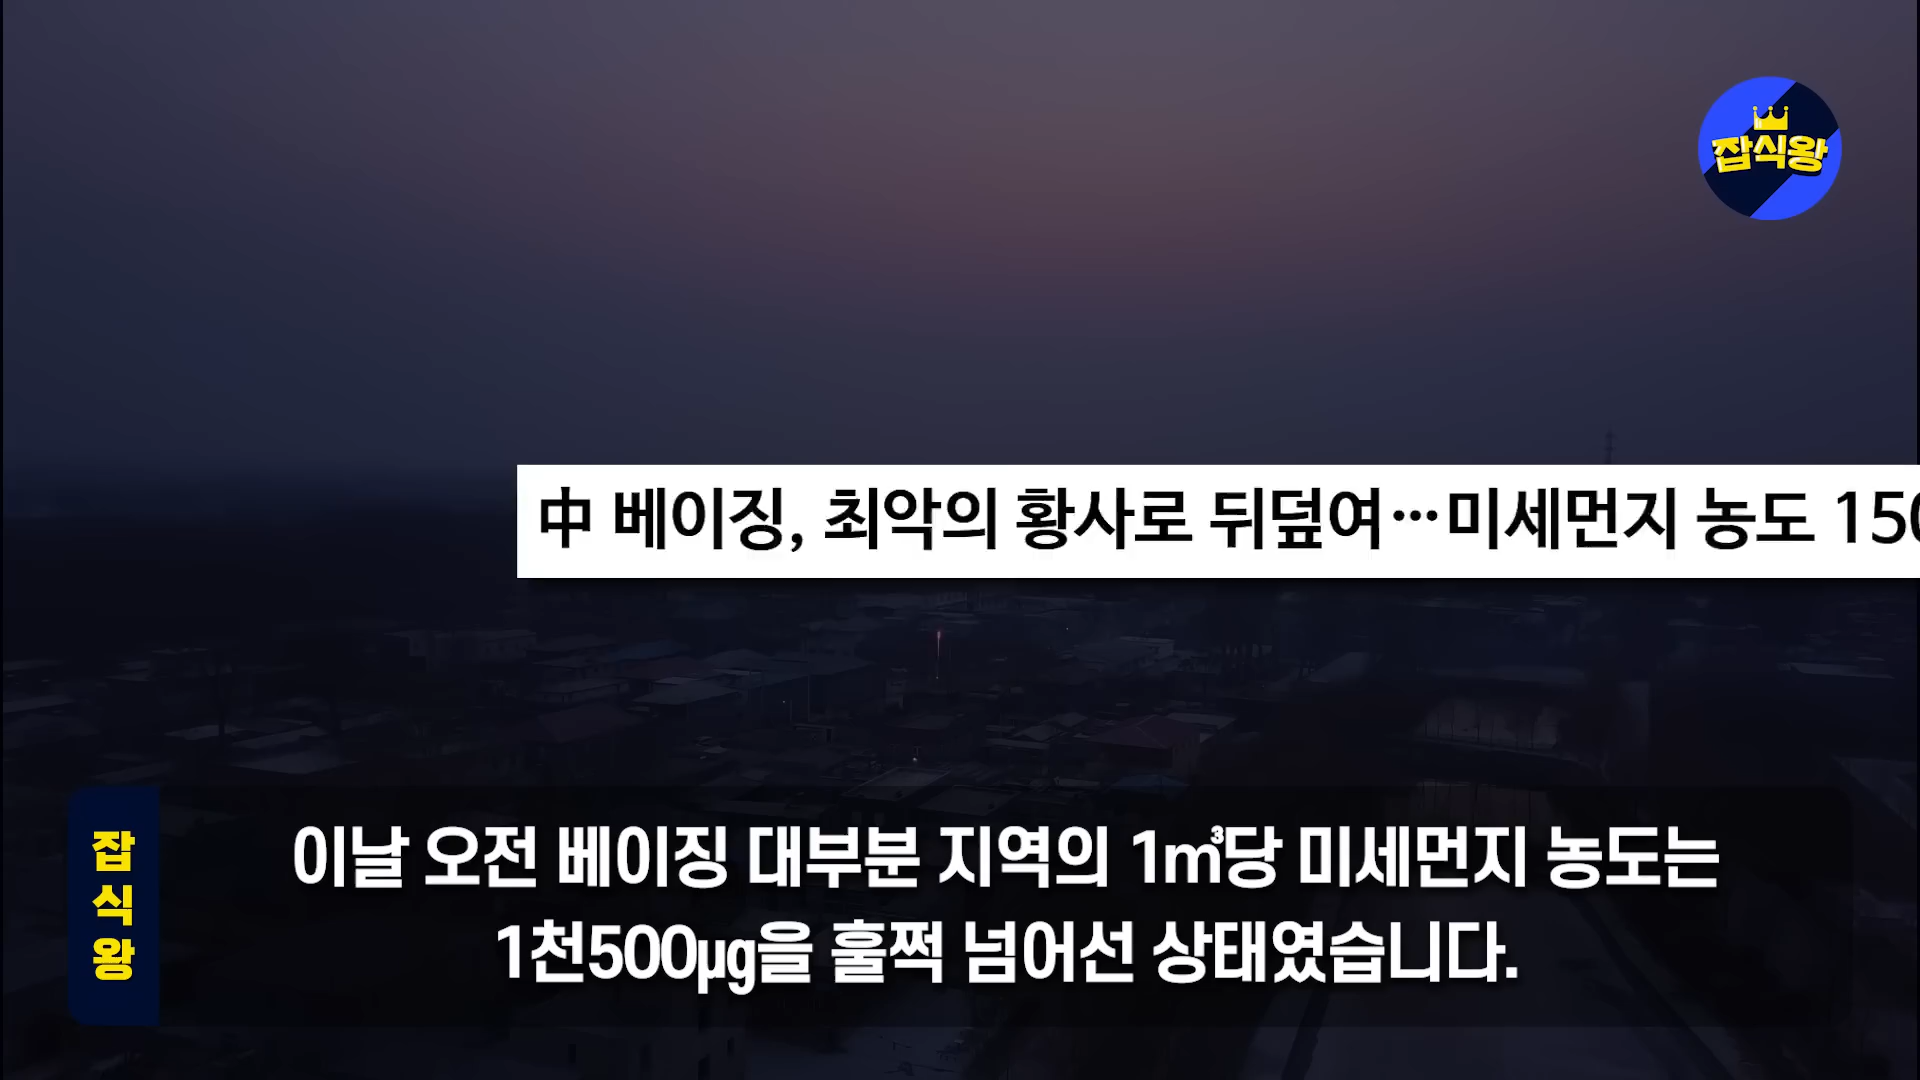 잡식왕
中 베이징, 최악의 황사로 뒤덮여…미세먼지 농도
잡식왕
이날 오전 베이징 대부분 지역의 1㎥당 미세먼지 농도는
1천500㎍을 훌쩍 넘어선 상태였습니다.